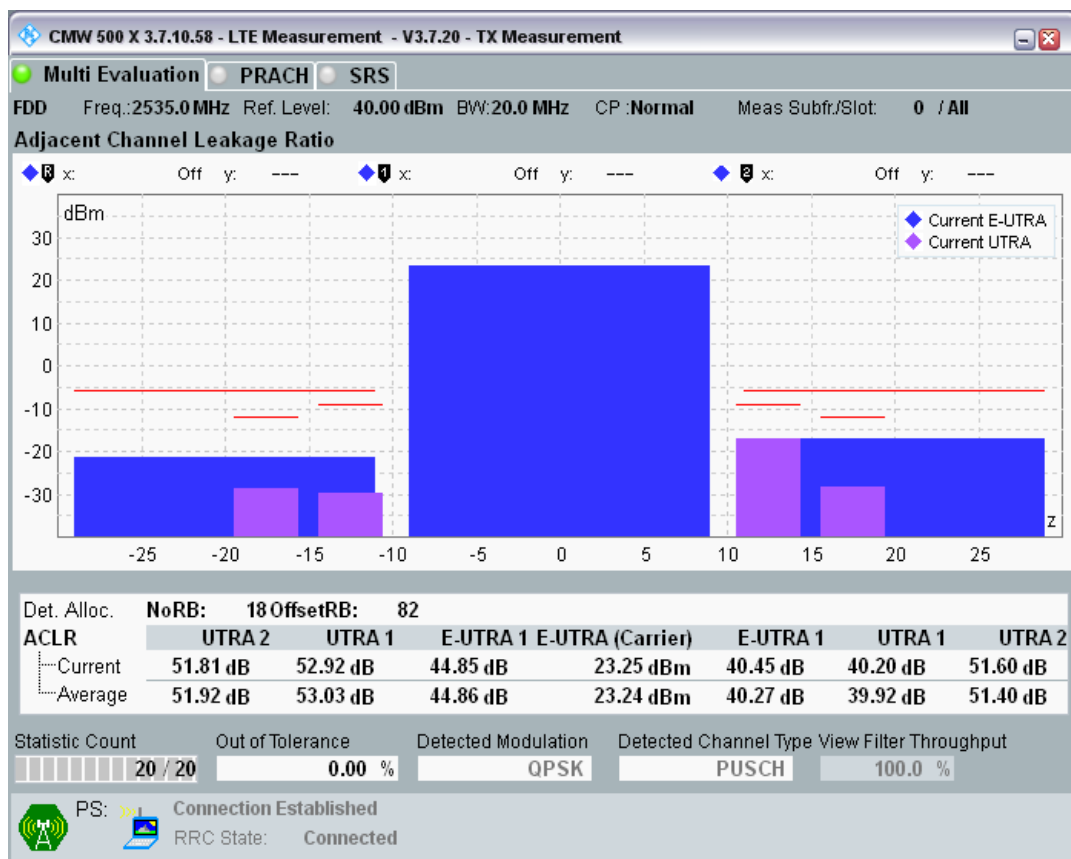 CMW 500 X 3.7.10.58 - LTE Measurement - V3.7.20 - TX Measurement
Multi Evaluation PRACH SRS
FDD Freq.:2535.0 MHz Ref. Level: 40.00 dBm BW:20.0 MHz CP :Normal Meas Subfr./Slot: 0 / All
Adjacent Channel Leakage Ratio
R x: Off y: --- 1 x: Off y: --- 2 x: Off y: ---
dBm
Current E-UTRA
Current UTRA
30
20
10
0
-10
-20
-30
z
-25 -20 -15 -10 -5 0 5 10 15 20 25
Det. Alloc. NoRB: 18 OffsetRB: 82
ACLR UTRA 2 UTRA 1 E-UTRA 1 E-UTRA (Carrier) E-UTRA 1 UTRA 1 UTRA 2
Current 51.81 dB 52.92 dB 44.85 dB 23.25 dBm 40.45 dB 40.20 dB 51.60 dB
Average 51.92 dB 53.03 dB 44.86 dB 23.24 dBm 40.27 dB 39.92 dB 51.40 dB
Statistic Count Out of Tolerance Detected Modulation Detected Channel Type View Filter Throughput
20 / 20 0.00 % QPSK PUSCH 100.0 %
PS: Connection Established
RRC State: Connected